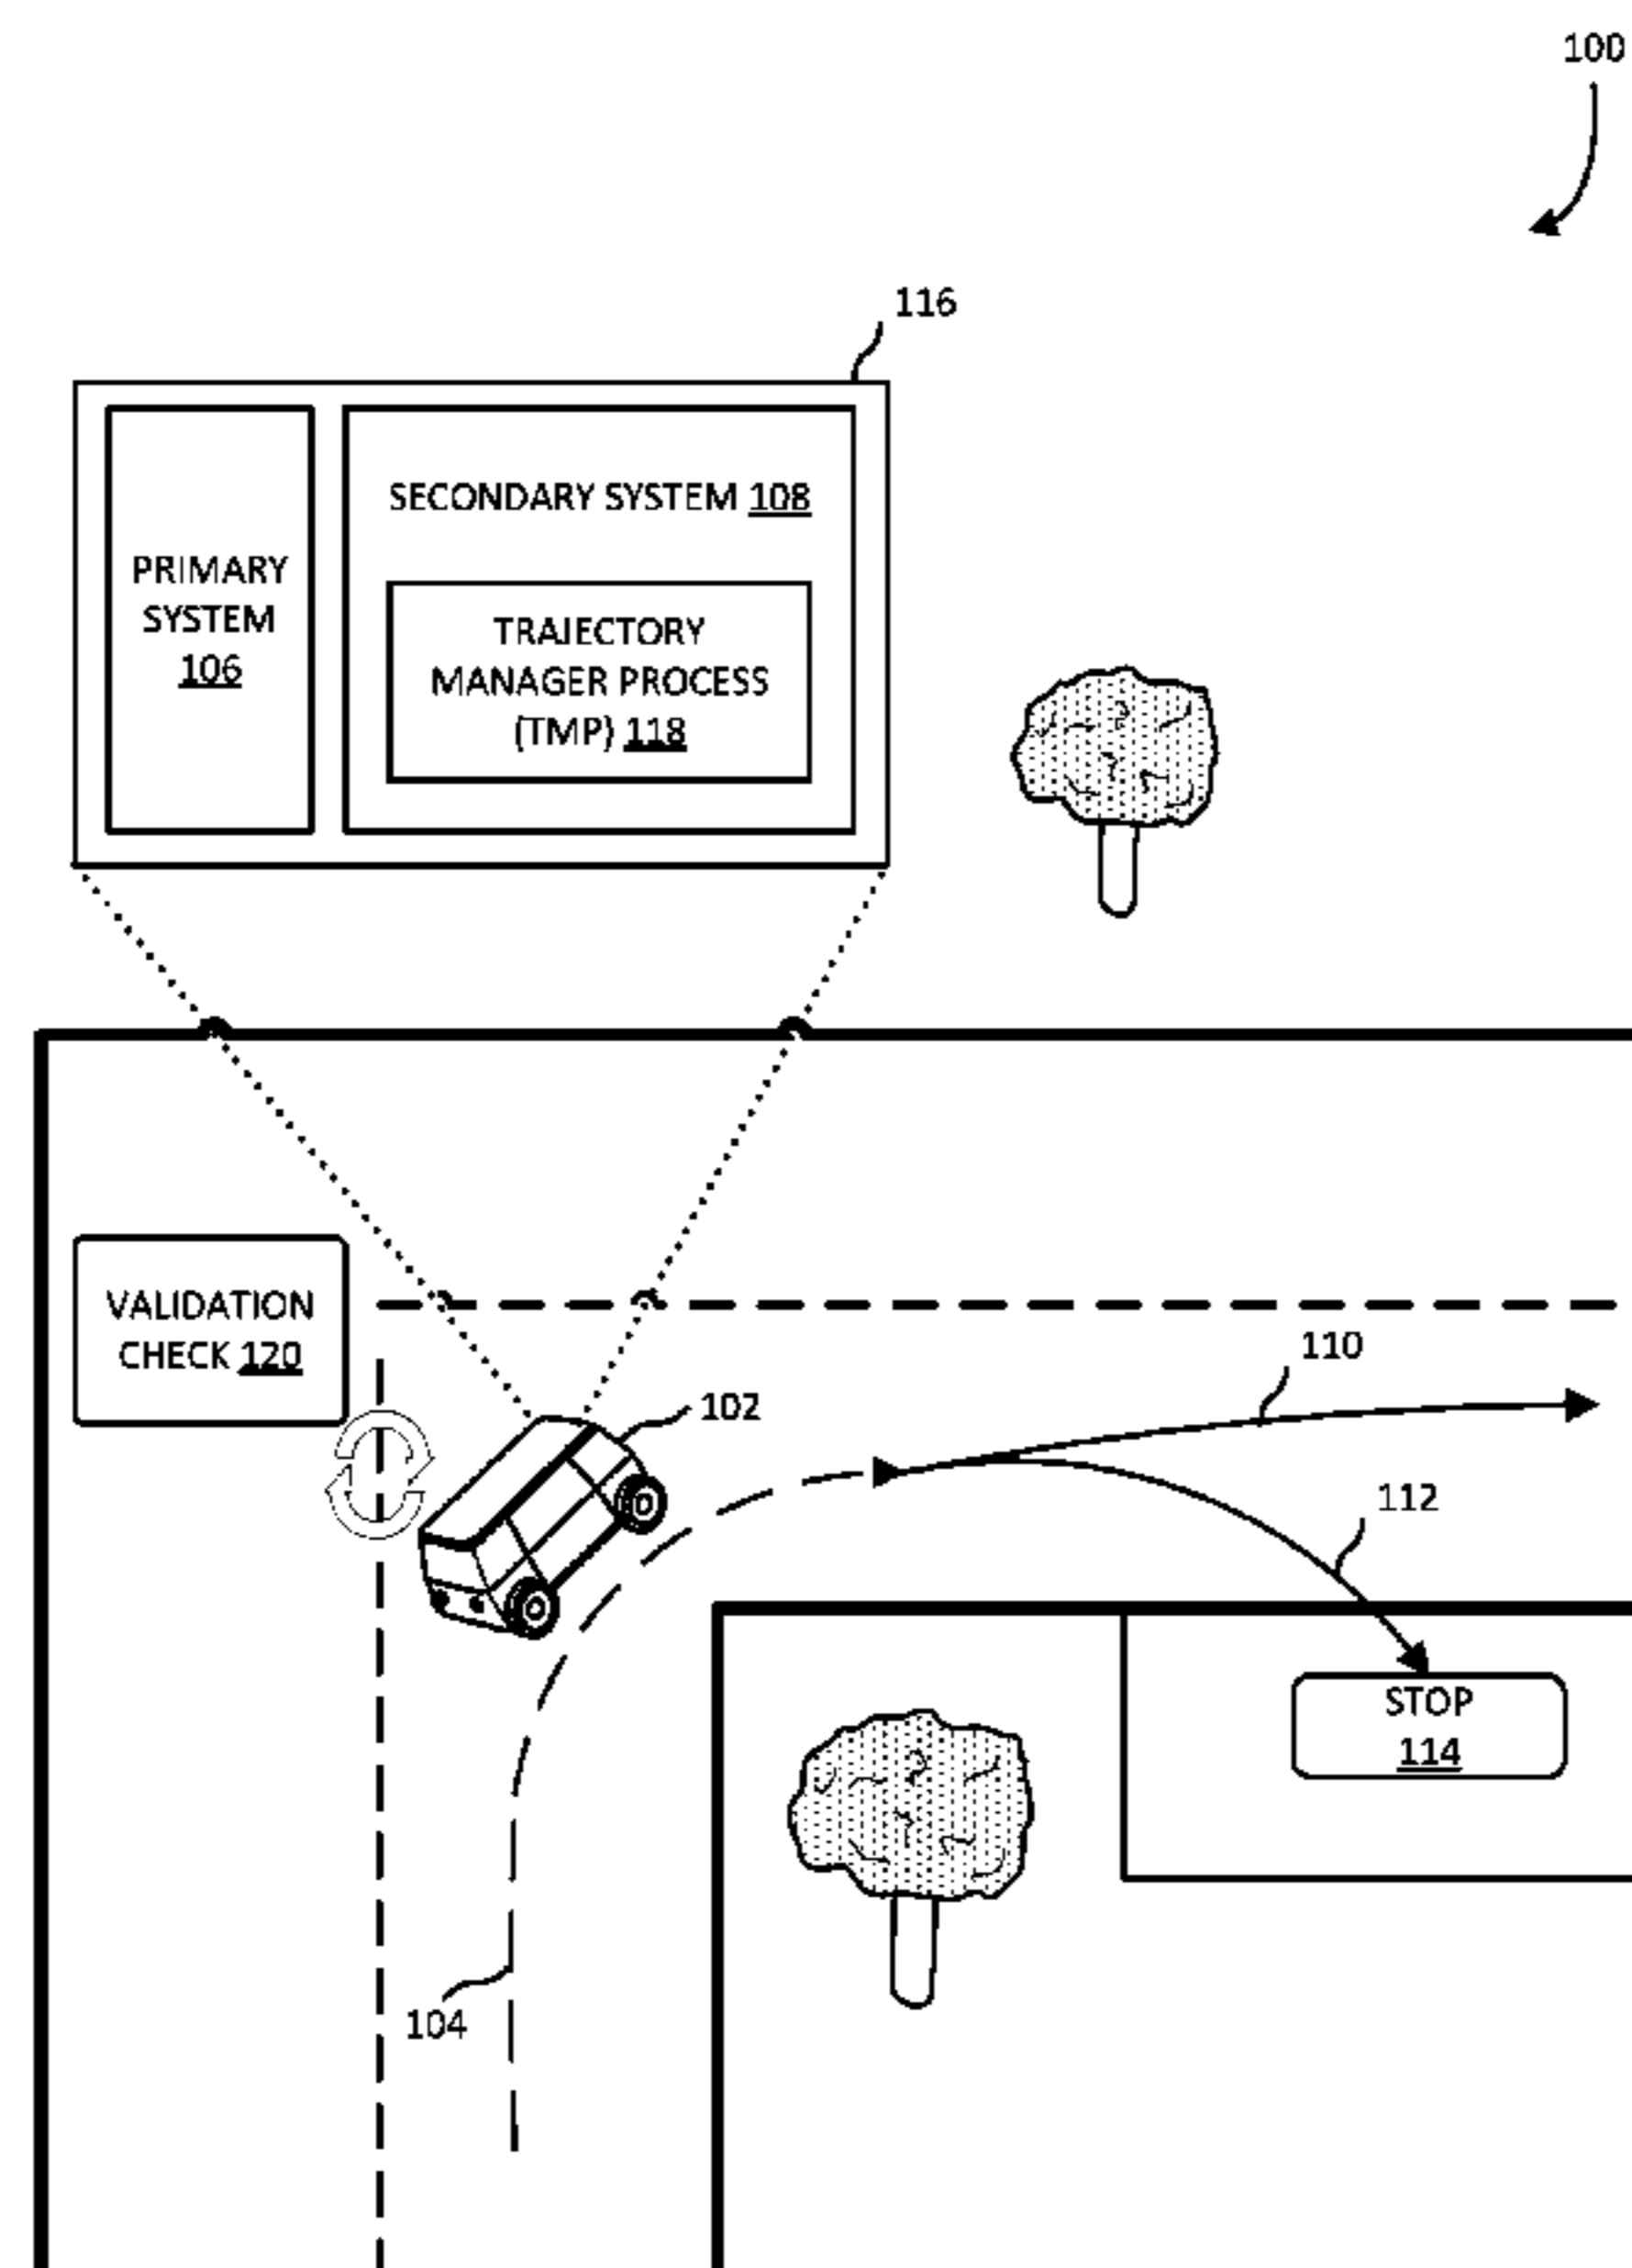 100
116
SECONDARY SYSTEM 108
PRIMARY
SYSTEM
106
TRAJECTORY
MANAGER PROCESS
(TMP) 118
VALIDATION
CHECK 120
110
102
112
STOP
114
104